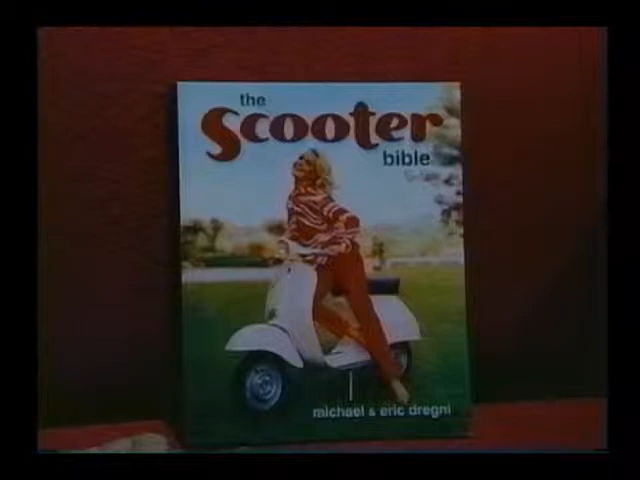 the
Scooter
bible
michael & eric dregni